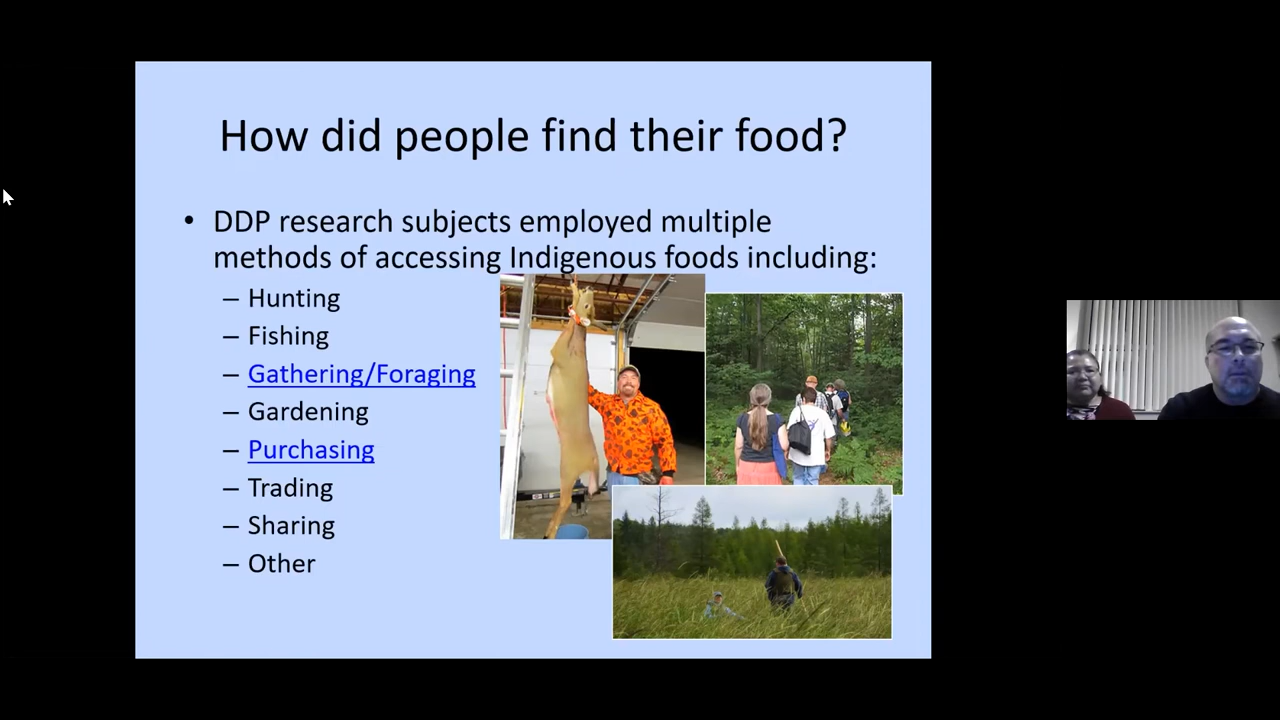 How did people find their food?
• DDP research subjects employed multiple
methods of accessing Indigenous foods including:
– Hunting
– Fishing
– Gathering/Foraging
– Gardening
– Purchasing
– Trading
– Sharing
– Other